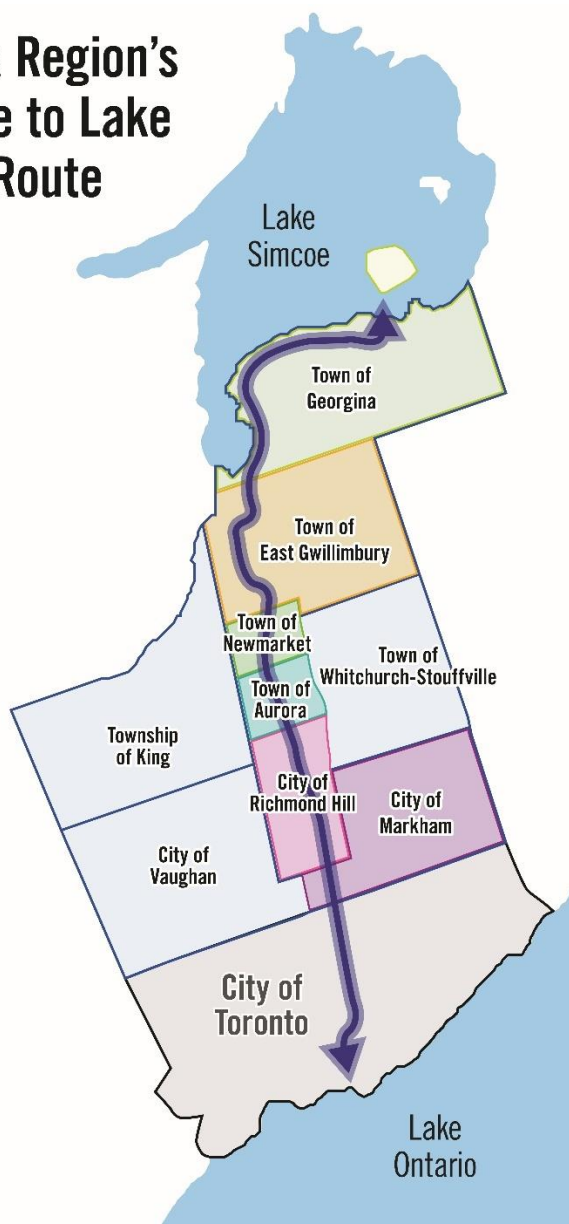 Region's
e to Lake
Route
Lake
Simcoe
Town of
Georgina
Town of
East Gwillimbury
Town of
Newmarket
Town of
Whitchurch-Stouffville
Town of
Aurora
Township
of King
City of
Richmond Hill
City of
Markham
City of
Vaughan
City of
Toronto
Lake
Ontario